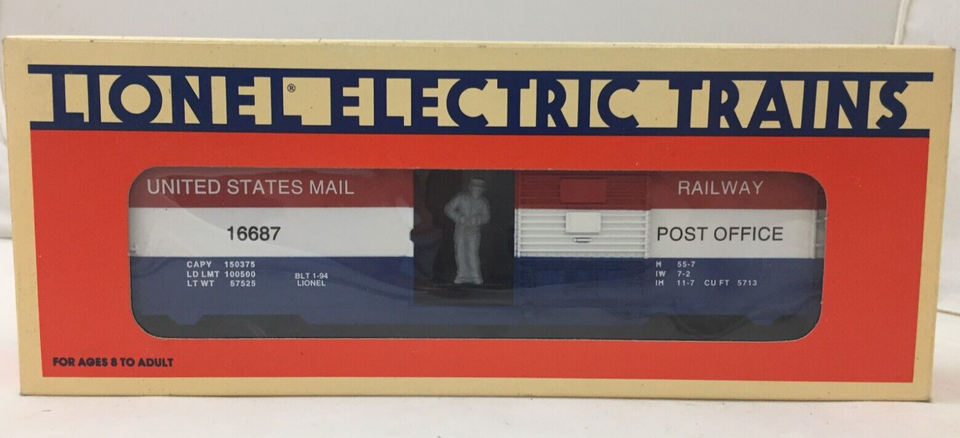 LIONEL® ELECTRIC TRAINS
UNITED STATES MAIL
16687
CAPY 150375
LD LMT 100500
LT WT 57525
BLT 1-94
LIONEL
RAILWAY
POST OFFICE
H 55-7
IW 7-2
IH 11-7 CU FT 5713
FOR AGES 8 TO ADULT